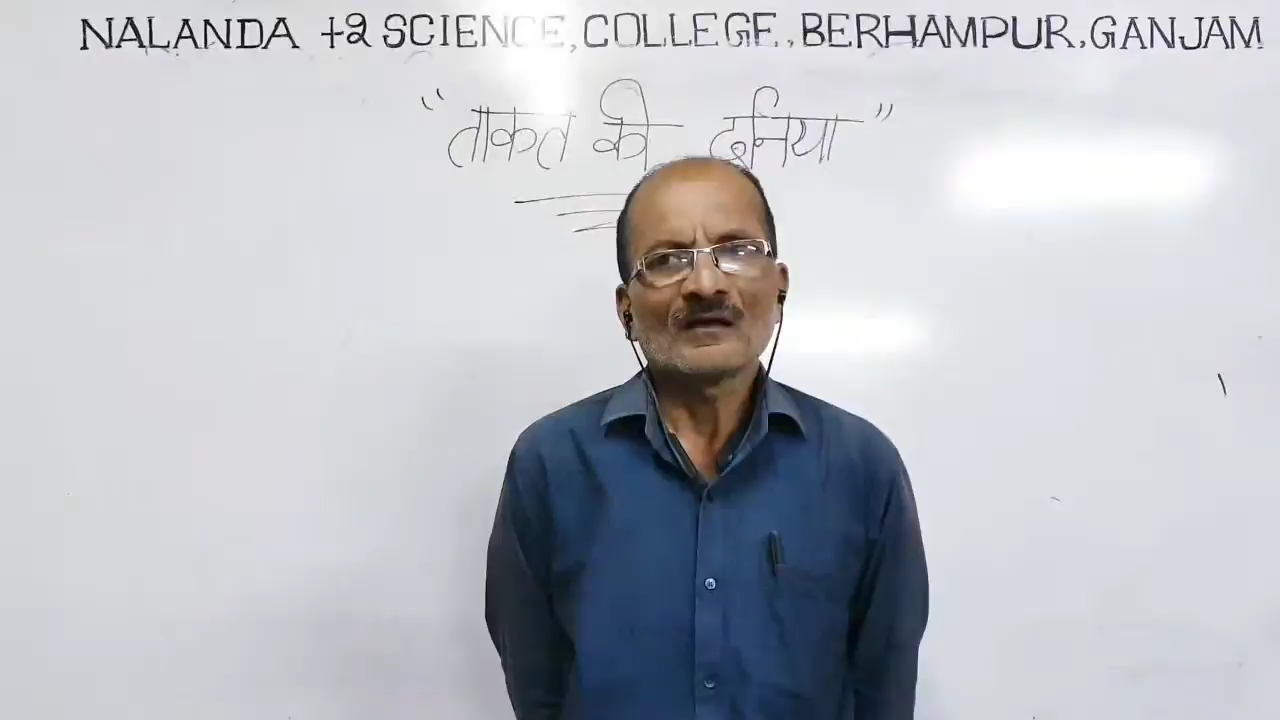 NALANDA +2 SCIENCE, COLLEGE, BERHAMPUR, GANJAM
"ताकत की दुनिया"